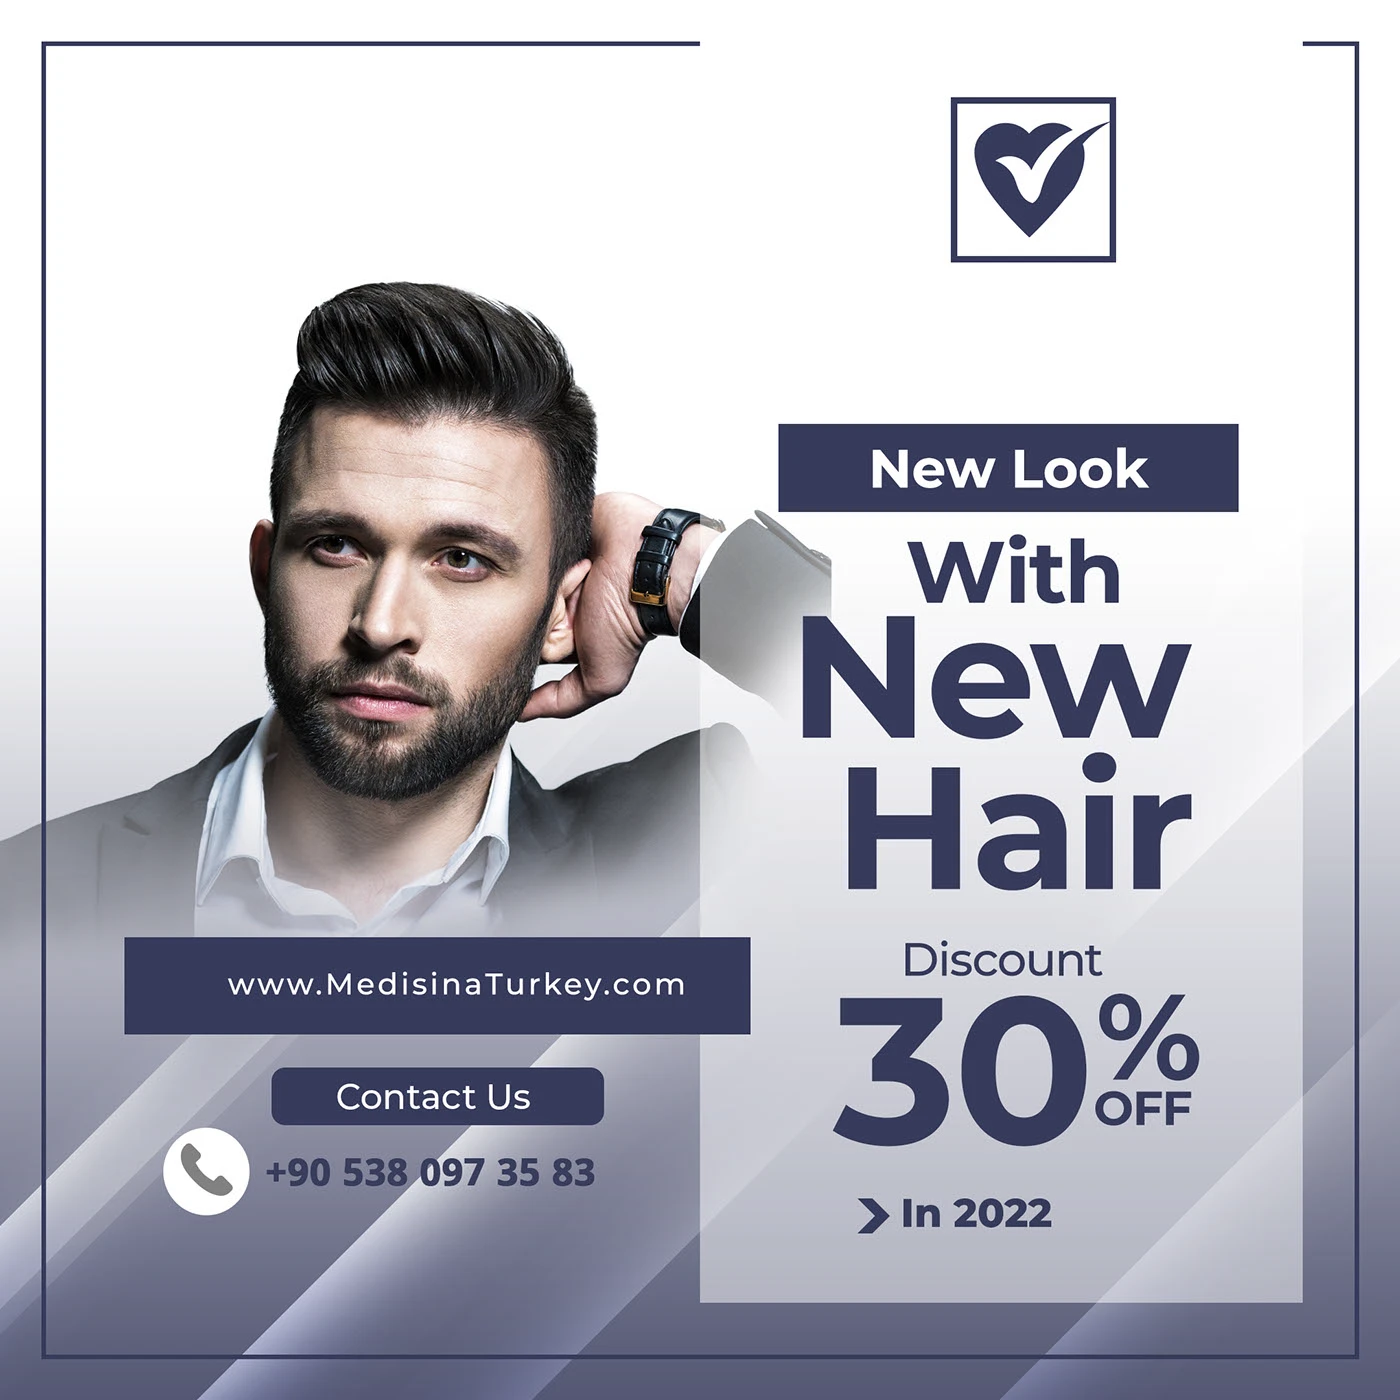 New Look
With
New
Hair
Discount
30% OFF
In 2022
www.MedisinaTurkey.com
Contact Us
+90 538 097 35 83